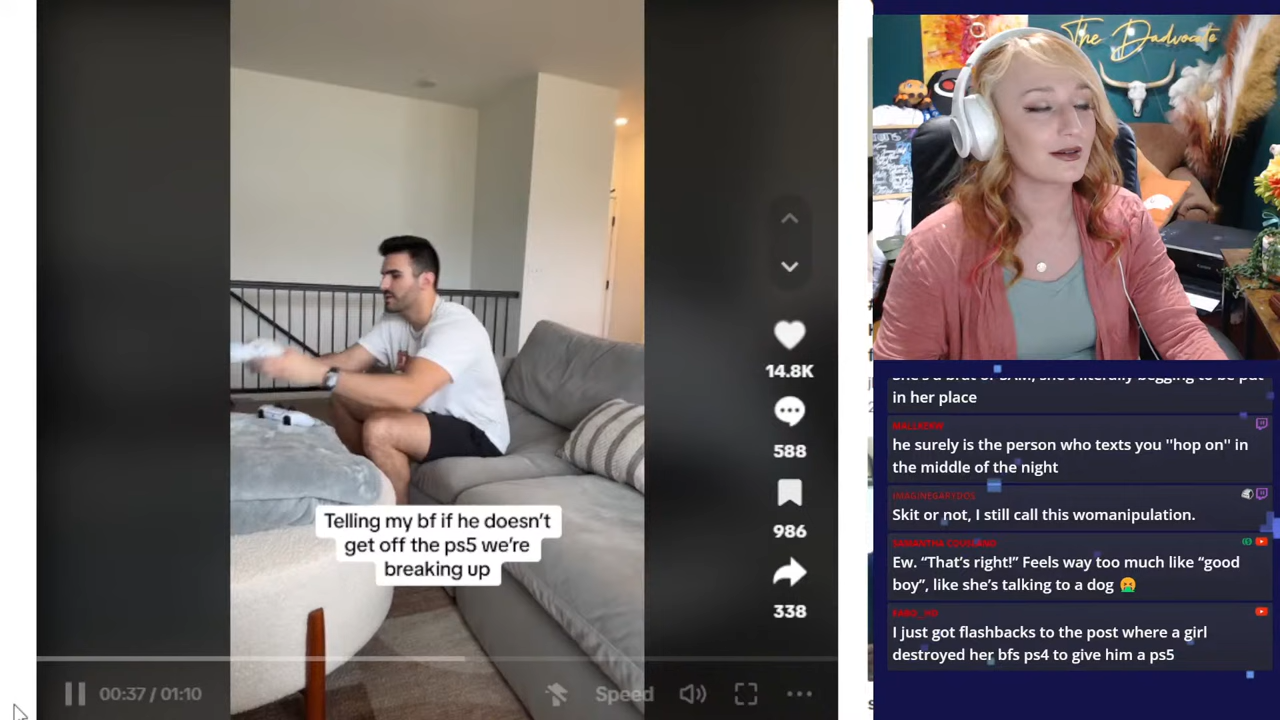 The Dadvocate
14.8K
588
986
338
Telling my bf if he doesn't
get off the ps5 we're
breaking up
00:37 / 01:10
Speed
in her place
MALLKEKW
he surely is the person who texts you "hop on" in
the middle of the night
Skit or not, I still call this womanipulation.
Ew. “That’s right!” Feels way too much like “good
boy”, like she’s talking to a dog 🤮
I just got flashbacks to the post where a girl
destroyed her bfs ps4 to give him a ps5